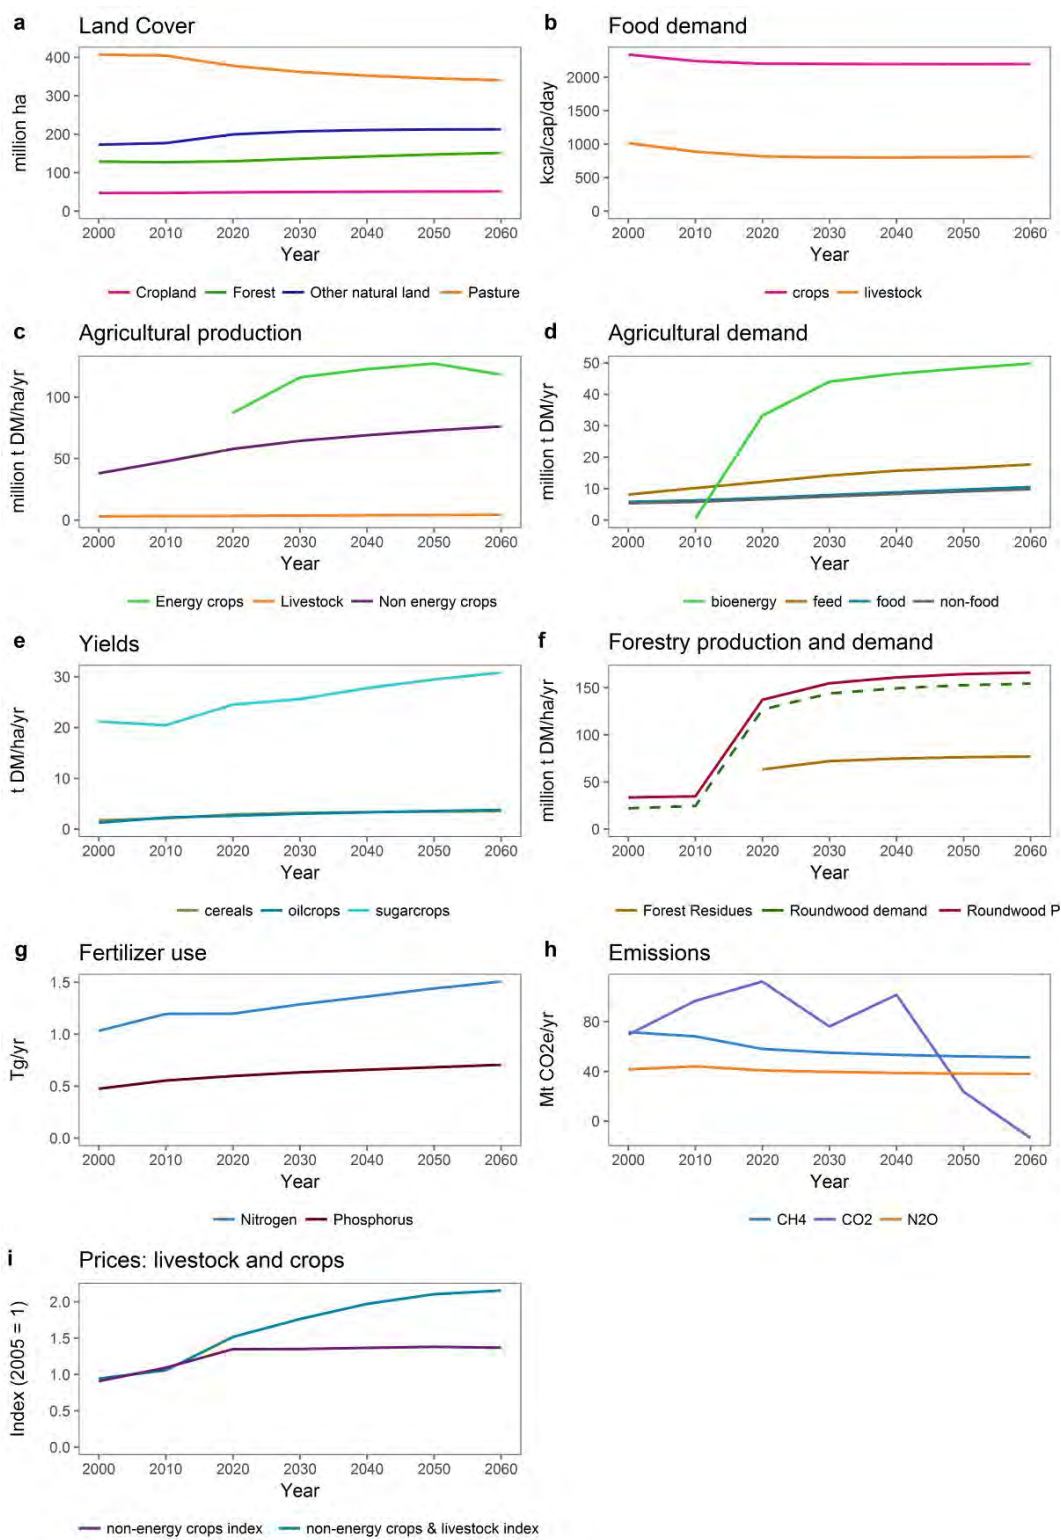 a Land Cover
million ha
400
300
200
100
0
2000 2010 2020 2030 2040 2050 2060
Year
Cropland Forest Other natural land Pasture
b Food demand
kcal/cap/day
2000
1500
1000
500
0
2000 2010 2020 2030 2040 2050 2060
Year
crops livestock
c Agricultural production
million t DM/ha/yr
100
50
0
2000 2010 2020 2030 2040 2050 2060
Year
Energy crops Livestock Non energy crops
d Agricultural demand
million t DM/yr
50
40
30
20
10
0
2000 2010 2020 2030 2040 2050 2060
Year
bioenergy feed food non-food
e Yields
t DM/ha/yr
30
20
10
0
2000 2010 2020 2030 2040 2050 2060
Year
cereals oilcrops sugarcrops
f Forestry production and demand
million t DM/ha/yr
150
100
50
0
2000 2010 2020 2030 2040 2050 2060
Year
Forest Residues Roundwood demand Roundwood P
g Fertilizer use
Tg/yr
1.5
1.0
0.5
0.0
2000 2010 2020 2030 2040 2050 2060
Year
Nitrogen Phosphorus
h Emissions
Mt CO2e/yr
80
40
0
2000 2010 2020 2030 2040 2050 2060
Year
CH4 CO2 N2O
i Prices: livestock and crops
Index (2005 = 1)
2.0
1.5
1.0
0.5
0.0
2000 2010 2020 2030 2040 2050 2060
Year
non-energy crops index non-energy crops & livestock index